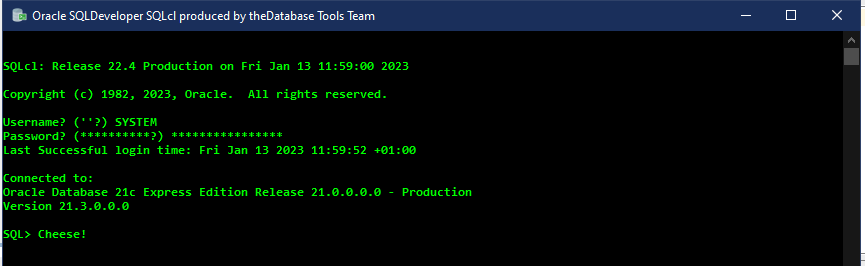 Oracle SQLDeveloper SQLcl produced by theDatabase Tools Team
SQLcl: Release 22.4 Production on Fri Jan 13 11:59:00 2023
Copyright (c) 1982, 2023, Oracle.  All rights reserved.
Username? (''?) SYSTEM
Password? (**********?) ****************
Last Successful login time: Fri Jan 13 2023 11:59:52 +01:00
Connected to:
Oracle Database 21c Express Edition Release 21.0.0.0.0 - Production
Version 21.3.0.0.0
SQL> Cheese!